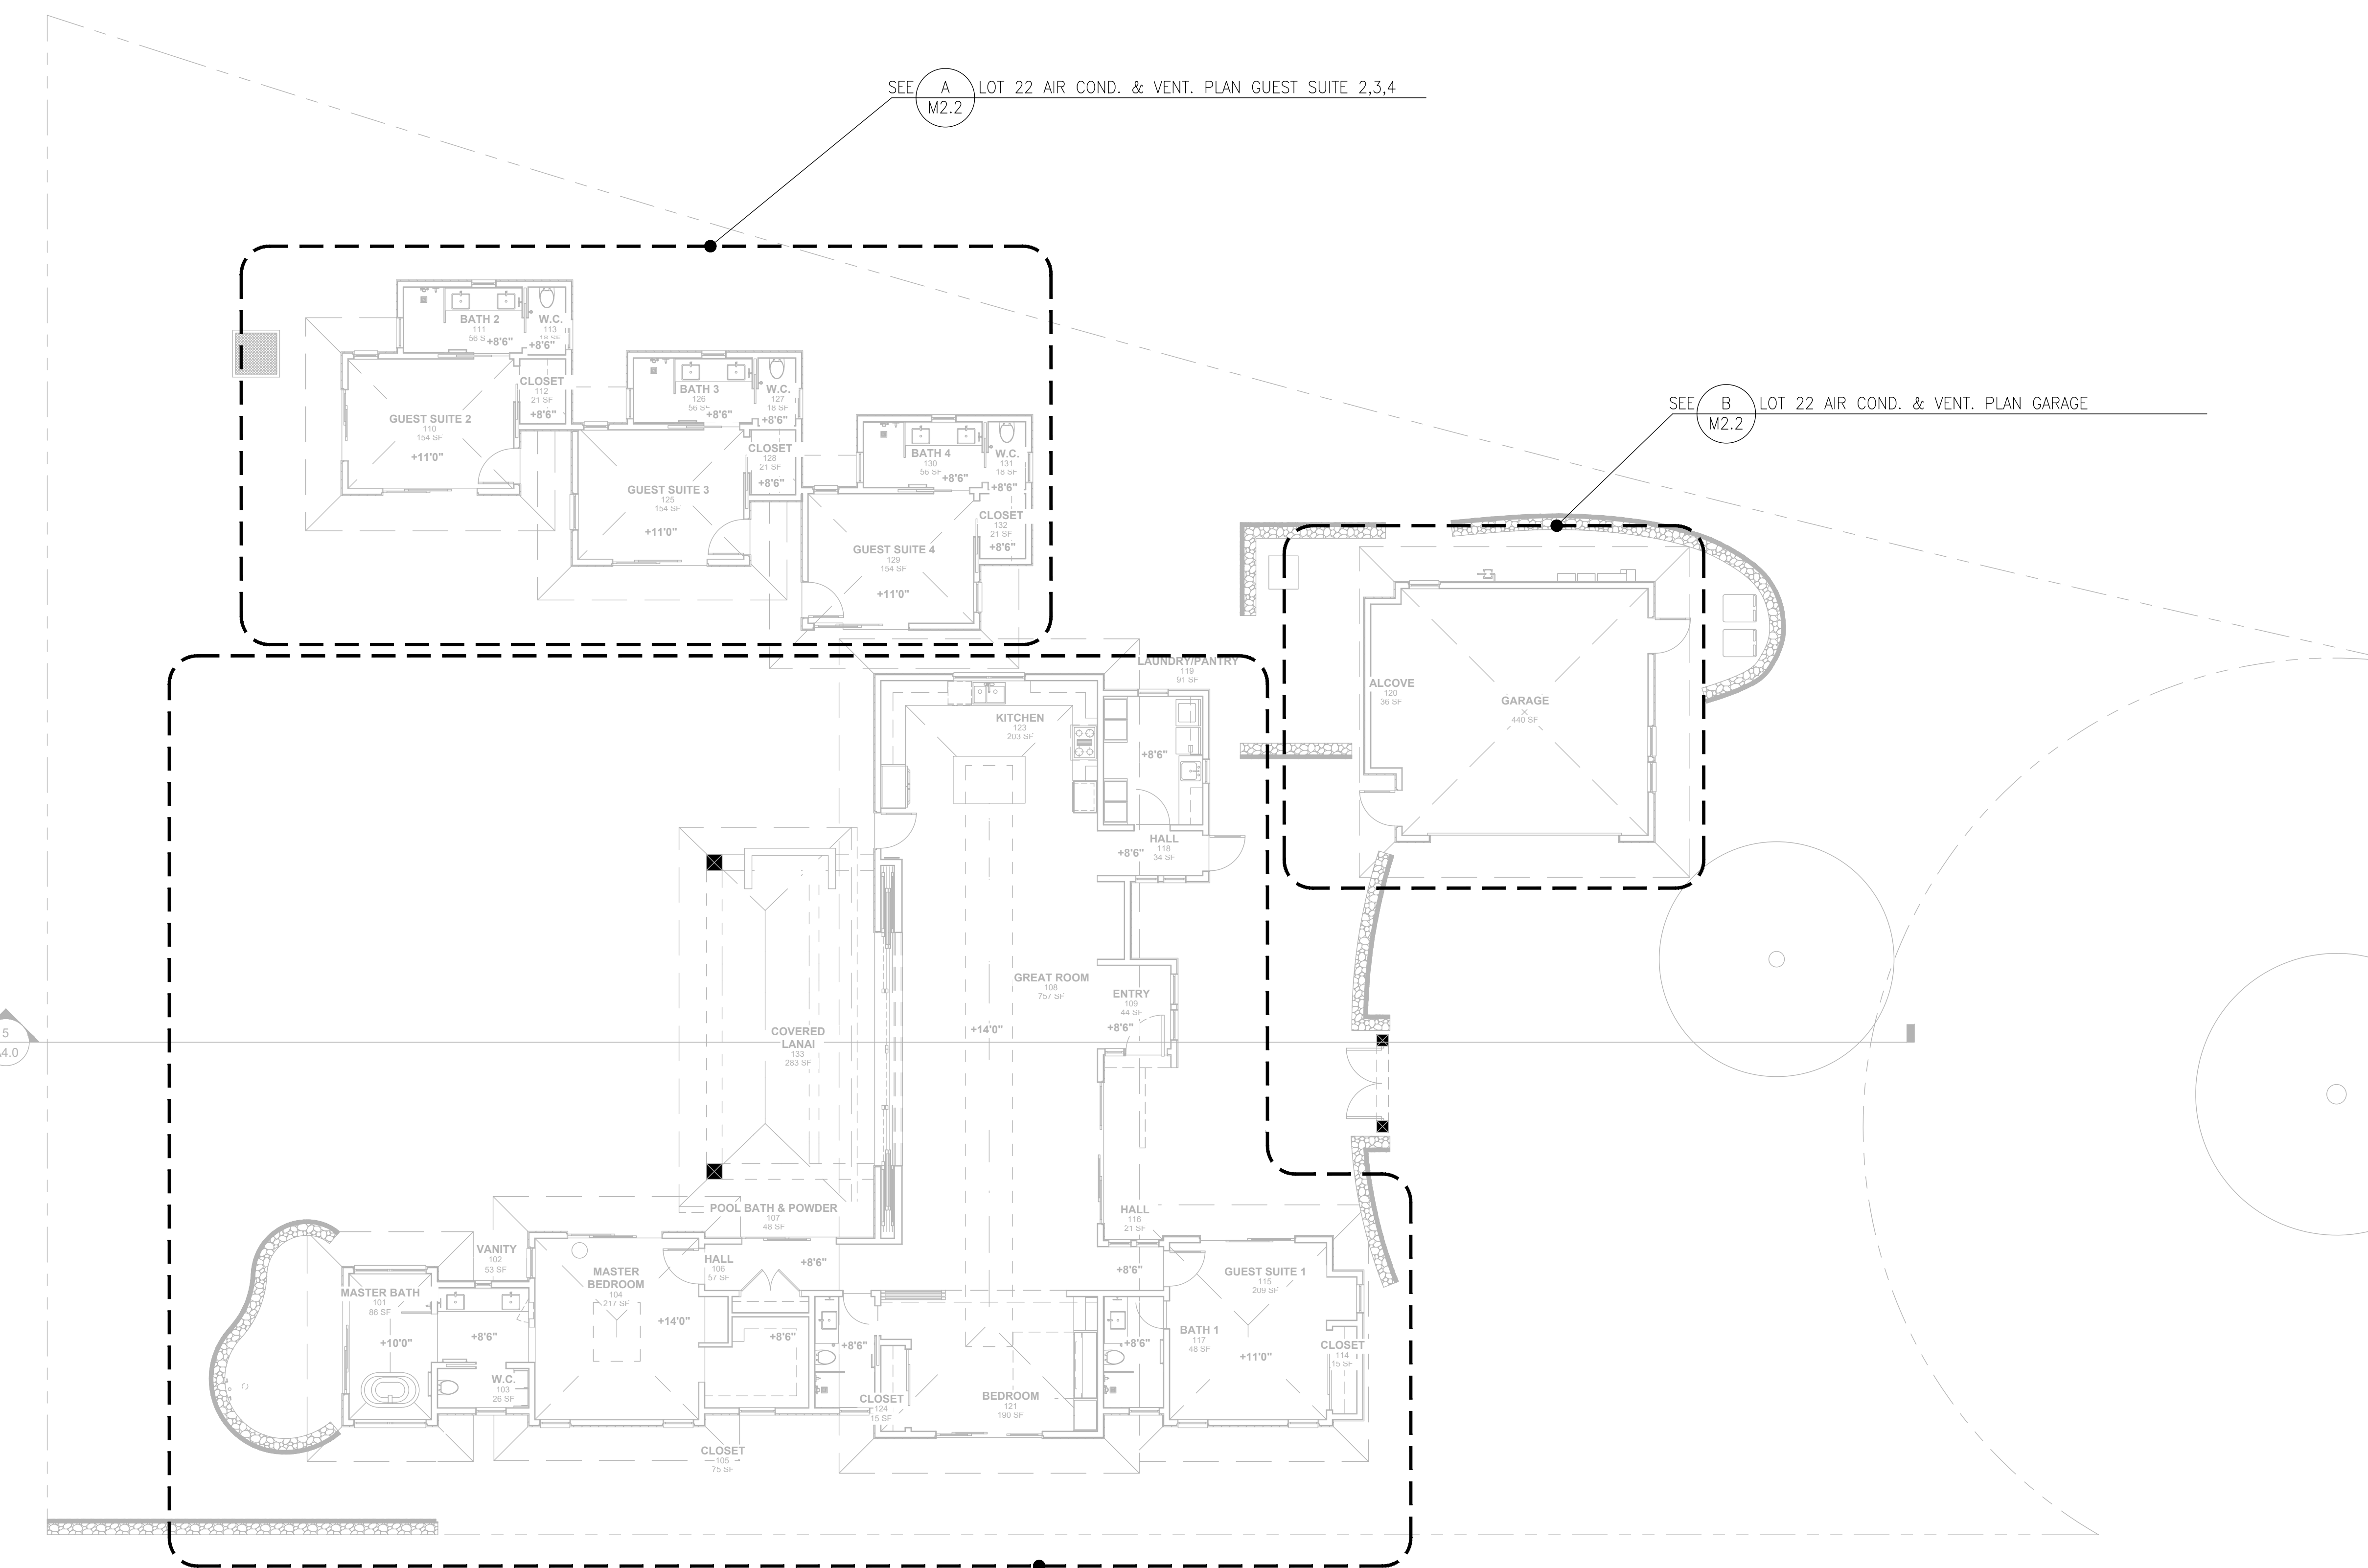 SEE A LOT 22 AIR COND. & VENT. PLAN GUEST SUITE 2,3,4
M2.2
SEE B LOT 22 AIR COND. & VENT. PLAN GARAGE
M2.2
BATH 2
111
56 S
+8'6"
W.C.
113
18 SF
+8'6"
CLOSET
112
21 SF
+8'6"
GUEST SUITE 2
110
154 SF
+11'0"
BATH 3
126
56 SF
+8'6"
W.C.
127
18 SF
+8'6"
CLOSET
128
21 SF
+8'6"
GUEST SUITE 3
125
154 SF
+11'0"
BATH 4
130
56 SF
+8'6"
W.C.
131
18 SF
+8'6"
CLOSET
132
21 SF
+8'6"
GUEST SUITE 4
129
154 SF
+11'0"
LAUNDRY/PANTRY
119
91 SF
+8'6"
ALCOVE
120
36 SF
GARAGE
440 SF
KITCHEN
123
203 SF
HALL
118
34 SF
+8'6"
GREAT ROOM
108
757 SF
+14'0"
ENTRY
109
44 SF
+8'6"
COVERED
LANAI
133
283 SF
5
4.0
POOL BATH & POWDER
107
48 SF
+8'6"
HALL
116
21 SF
+8'6"
VANITY
102
53 SF
+8'6"
HALL
106
57 SF
MASTER
BEDROOM
104
217 SF
+14'0"
MASTER BATH
101
86 SF
+10'0"
W.C.
103
26 SF
+8'6"
+8'6"
GUEST SUITE 1
115
209 SF
+11'0"
BATH 1
117
48 SF
+8'6"
CLOSET
114
15 SF
CLOSET
124
15 SF
BEDROOM
121
190 SF
CLOSET
105
75 SF